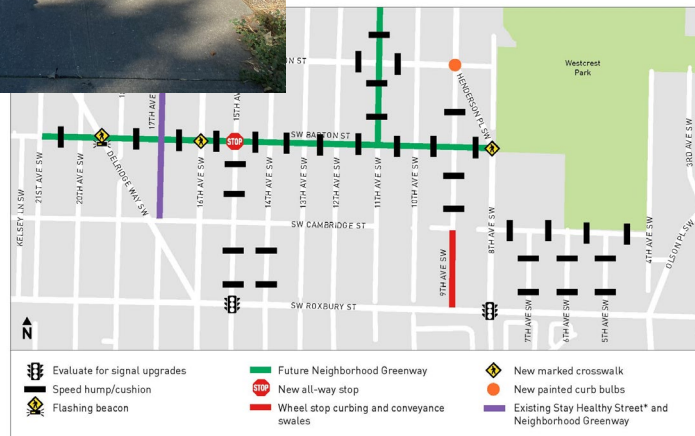 ON ST
Westcrest
Park
HENDERSON PL SW
3RD AVE SW
17TH AVE SW
15TH AV
SW BARTON ST
STOP
DELRIDGE WAY SW
KELSEY LN SW
21ST AVE SW
20TH AVE SW
16TH AVE SW
14TH AVE SW
13TH AVE SW
12TH AVE SW
11TH AVE SW
10TH AVE SW
9TH AVE SW
8TH AVE SW
4TH AVE SW
OLSON PL SW
SW CAMBRIDGE ST
SW ROXBURY ST
7TH AVE SW
6TH AVE SW
5TH AVE SW
N
Evaluate for signal upgrades
Speed hump/cushion
Flashing beacon
Future Neighborhood Greenway
STOP
New all-way stop
Wheel stop curbing and conveyance
swales
New marked crosswalk
New painted curb bulbs
Existing Stay Healthy Street* and
Neighborhood Greenway